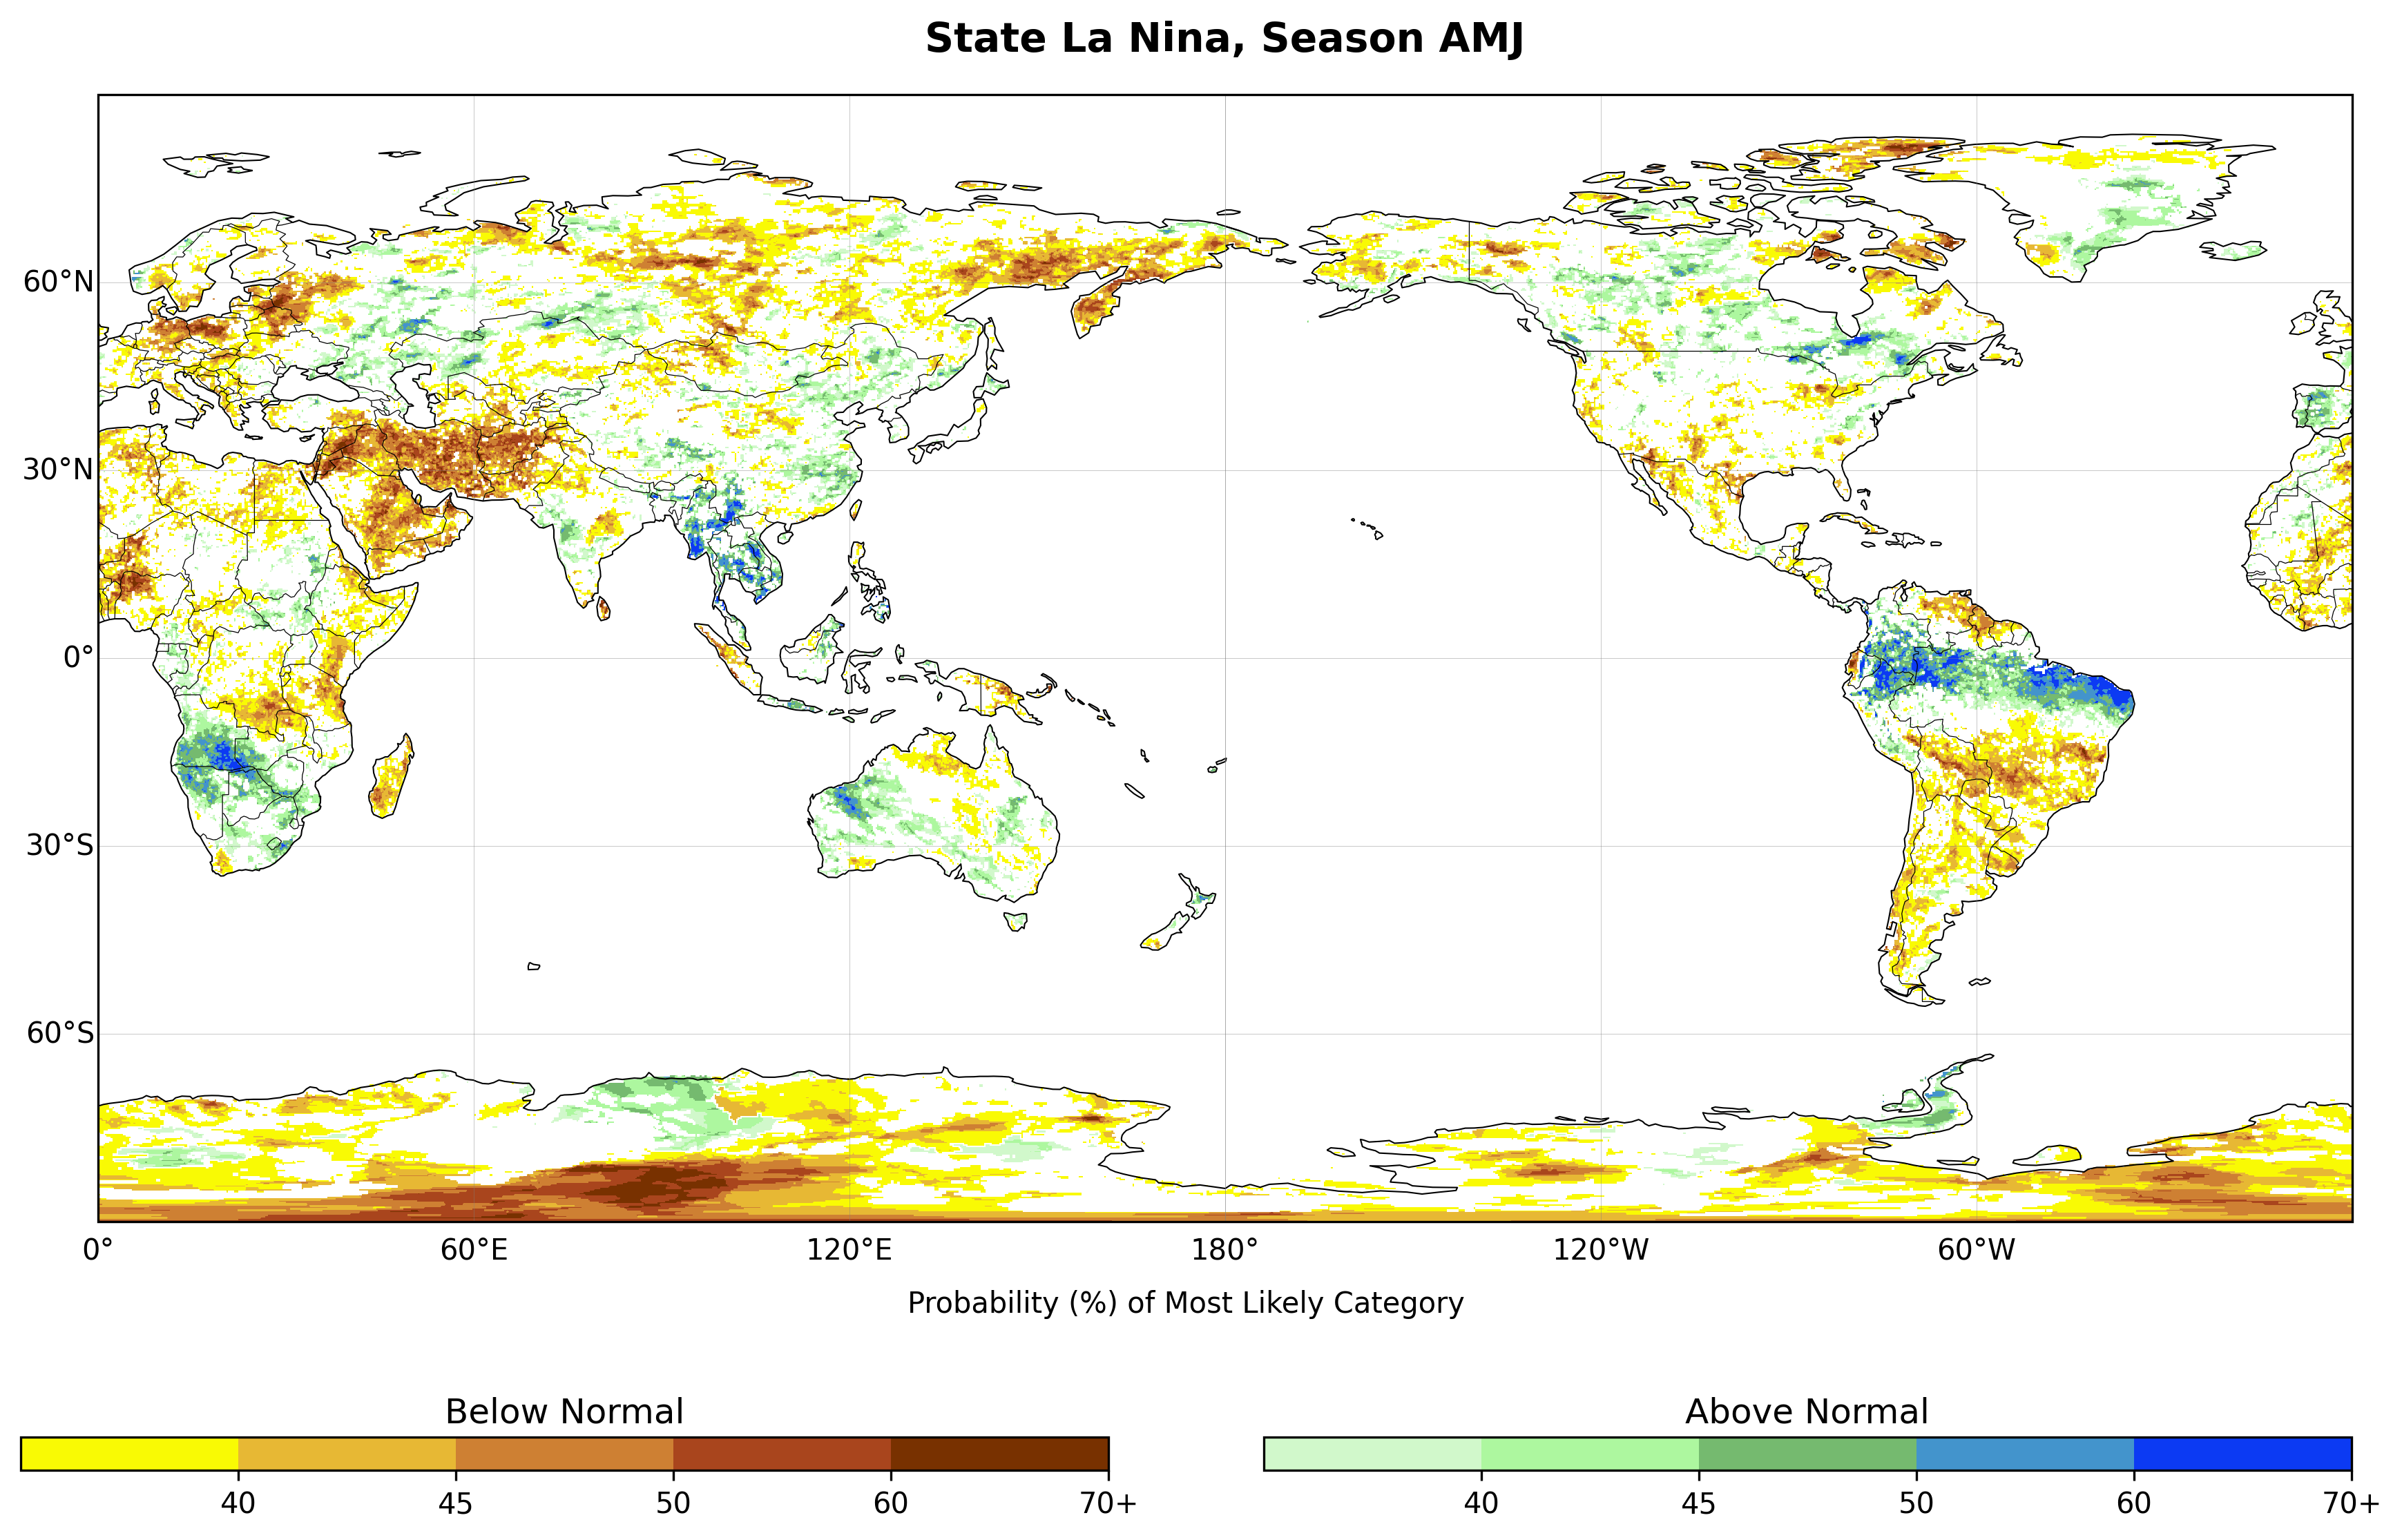 State La Nina, Season AMJ
60°N
30°N
0°
30°S
60°S
0° 60°E 120°E 180° 120°W 60°W
Probability (%) of Most Likely Category
Below Normal
40 45 50 60 70+
Above Normal
40 45 50 60 70+